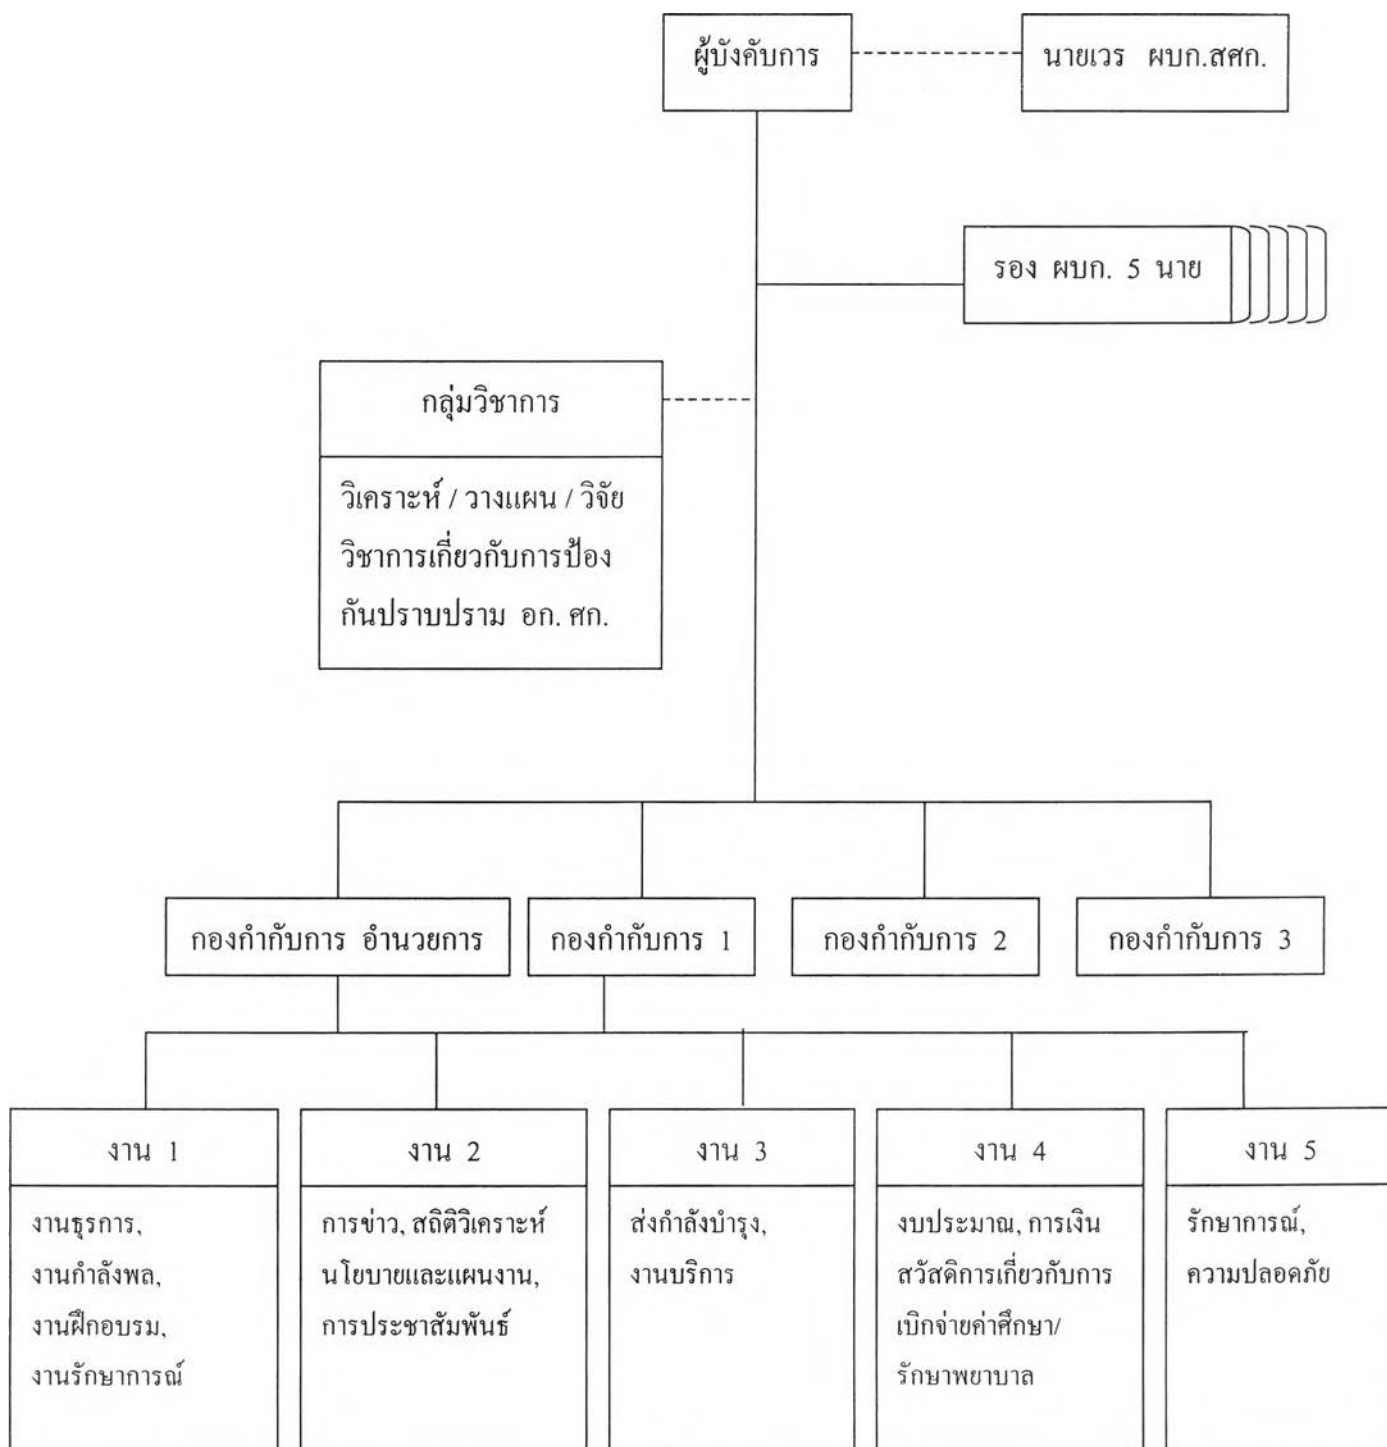 ผู้บังคับการ
นายเวร ผบก.สศก.
รอง ผบก. 5 นาย
กลุ่มวิชาการ
วิเคราะห์ / วางแผน / วิจัย
วิชาการเกี่ยวกับการป้อง
กันปราบปราม อก. ศก.
กองกำกับการ อำนวยการ
กองกำกับการ 1
กองกำกับการ 2
กองกำกับการ 3
งาน 1
งานธุรการ,
งานกำลังพล,
งานฝึกอบรม,
งานรักษาการณ์
งาน 2
การข่าว, สถิติวิเคราะห์
นโยบายและแผนงาน,
การประชาสัมพันธ์
งาน 3
ส่งกำลังบำรุง,
งานบริการ
งาน 4
งบประมาณ, การเงิน
สวัสดิการเกี่ยวกับการ
เบิกจ่ายค่าศึกษา/
รักษาพยาบาล
งาน 5
รักษาการณ์,
ความปลอดภัย